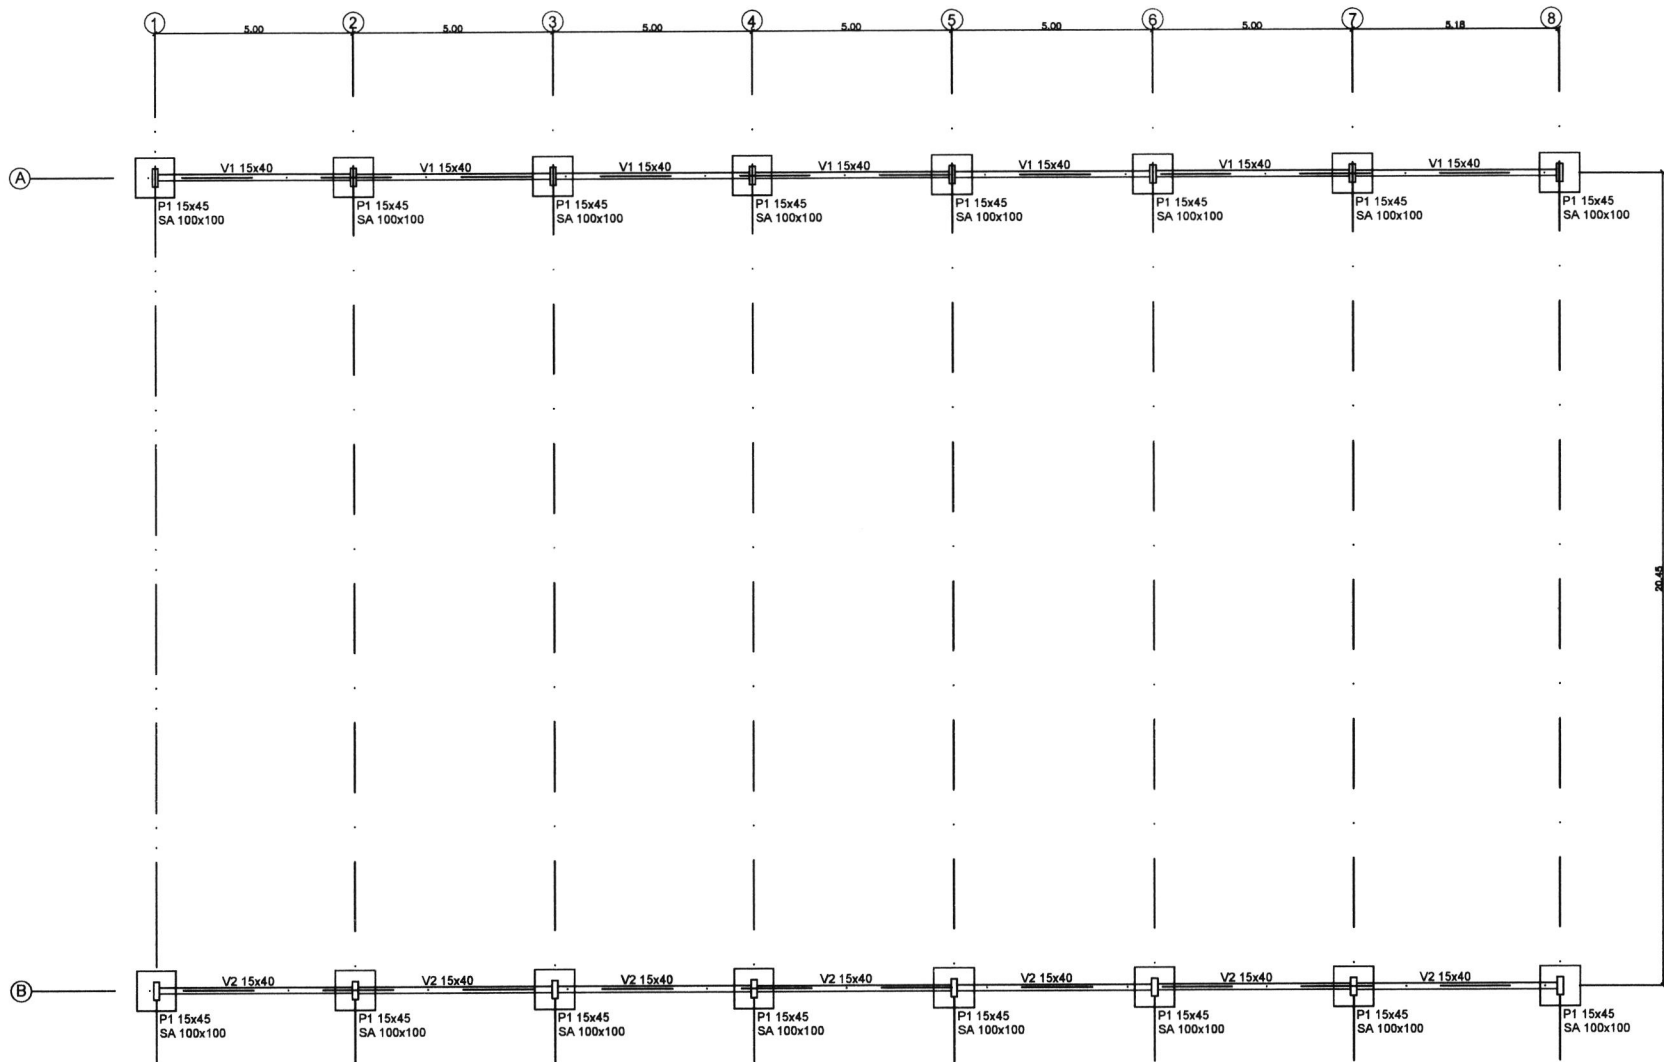 1 2 3 4 5 6 7 8
5.00 5.00 5.00 5.00 5.00 5.00 5.18
A
V1 15x40 V1 15x40 V1 15x40 V1 15x40 V1 15x40 V1 15x40 V1 15x40
P1 15x45 P1 15x45 P1 15x45 P1 15x45 P1 15x45 P1 15x45 P1 15x45 P1 15x45
SA 100x100 SA 100x100 SA 100x100 SA 100x100 SA 100x100 SA 100x100 SA 100x100 SA 100x100
20.45
B
V2 15x40 V2 15x40 V2 15x40 V2 15x40 V2 15x40 V2 15x40 V2 15x40
P1 15x45 P1 15x45 P1 15x45 P1 15x45 P1 15x45 P1 15x45 P1 15x45 P1 15x45
SA 100x100 SA 100x100 SA 100x100 SA 100x100 SA 100x100 SA 100x100 SA 100x100 SA 100x100